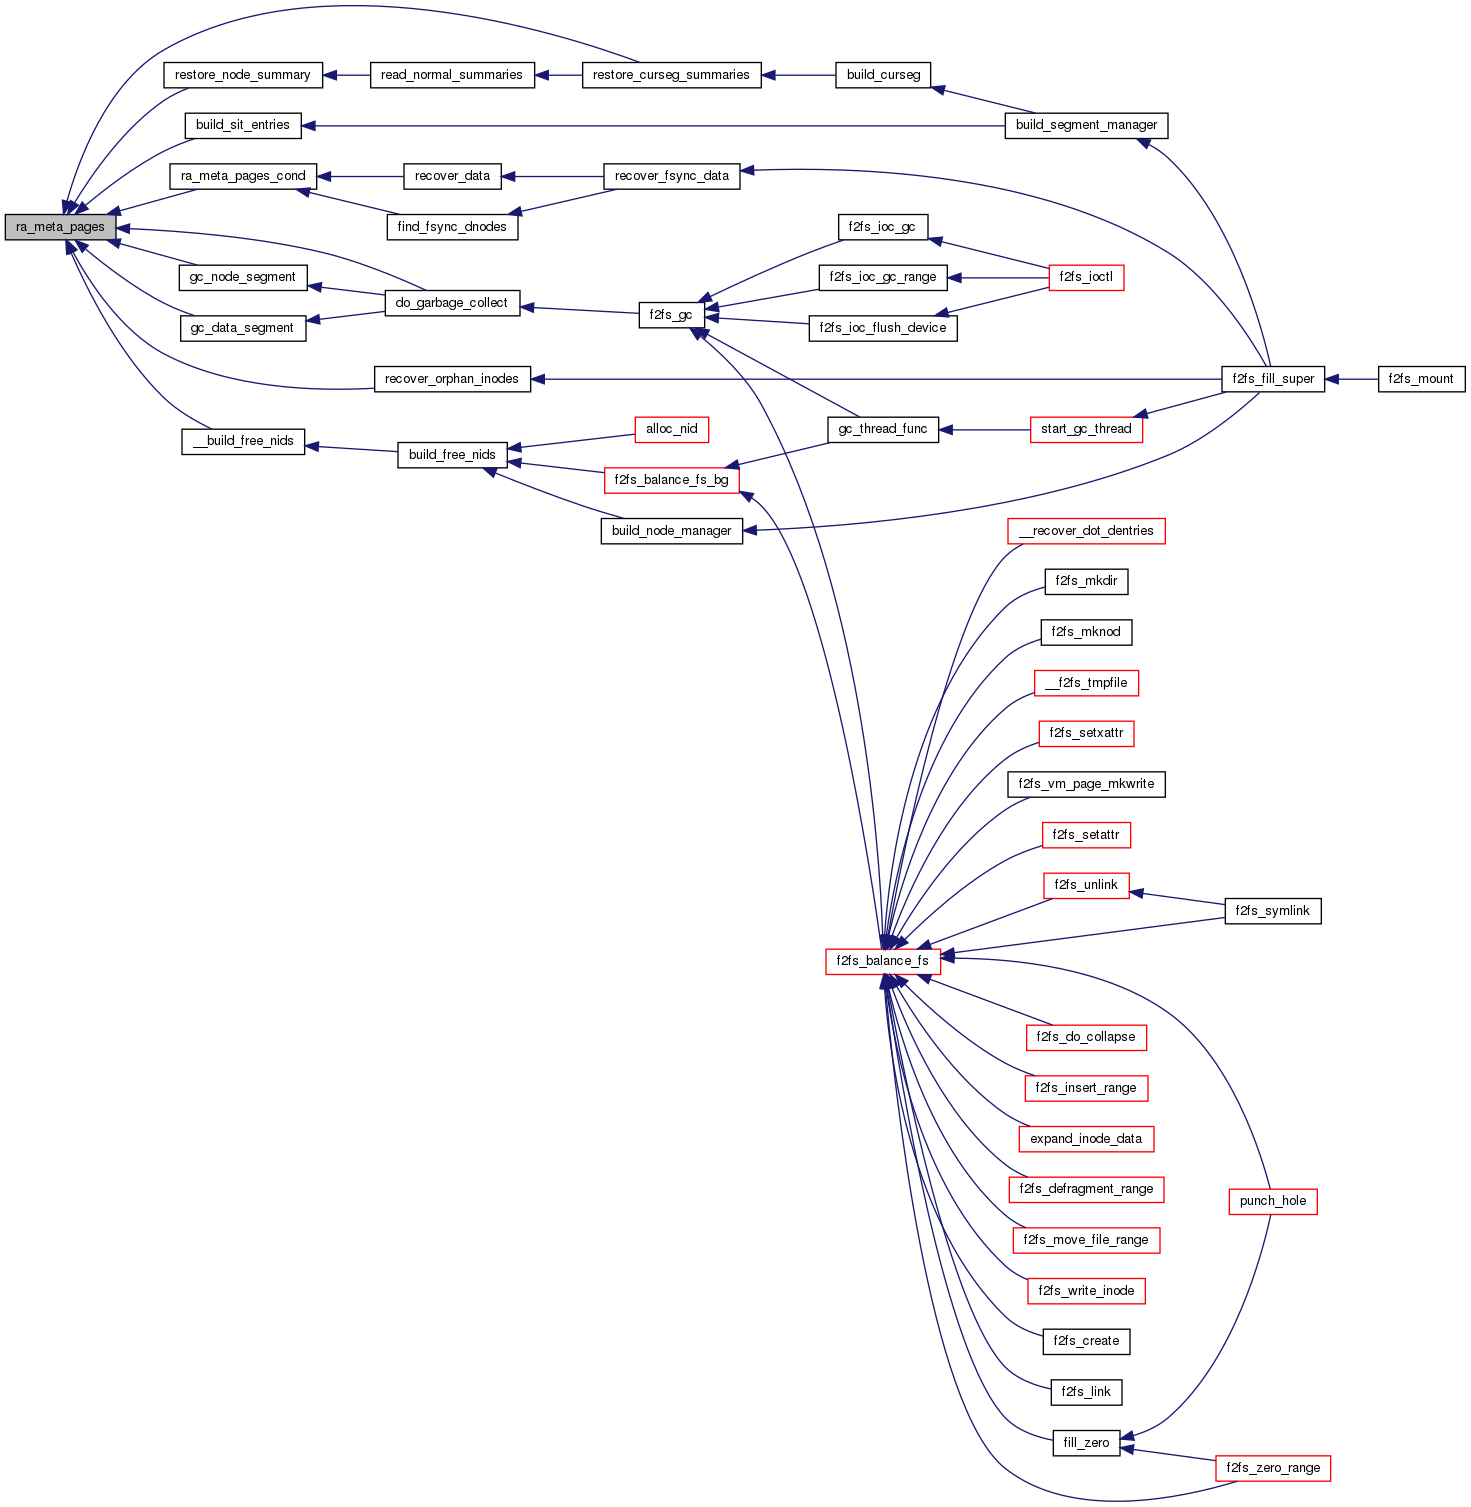 restore_node_summary
read_normal_summaries
restore_curseg_summaries
build_curseg
build_sit_entries
build_segment_manager
ra_meta_pages_cond
recover_data
recover_fsync_data
ra_meta_pages
find_fsync_dnodes
f2fs_ioc_gc
gc_node_segment
f2fs_ioc_gc_range
f2fs_ioctl
do_garbage_collect
f2fs_gc
gc_data_segment
f2fs_ioc_flush_device
recover_orphan_inodes
f2fs_fill_super
f2fs_mount
__build_free_nids
alloc_nid
gc_thread_func
start_gc_thread
build_free_nids
f2fs_balance_fs_bg
build_node_manager
__recover_dot_dentries
f2fs_mkdir
f2fs_mknod
__f2fs_tmpfile
f2fs_setxattr
f2fs_vm_page_mkwrite
f2fs_setattr
f2fs_unlink
f2fs_symlink
f2fs_balance_fs
f2fs_do_collapse
f2fs_insert_range
expand_inode_data
f2fs_defragment_range
punch_hole
f2fs_move_file_range
f2fs_write_inode
f2fs_create
f2fs_link
fill_zero
f2fs_zero_range